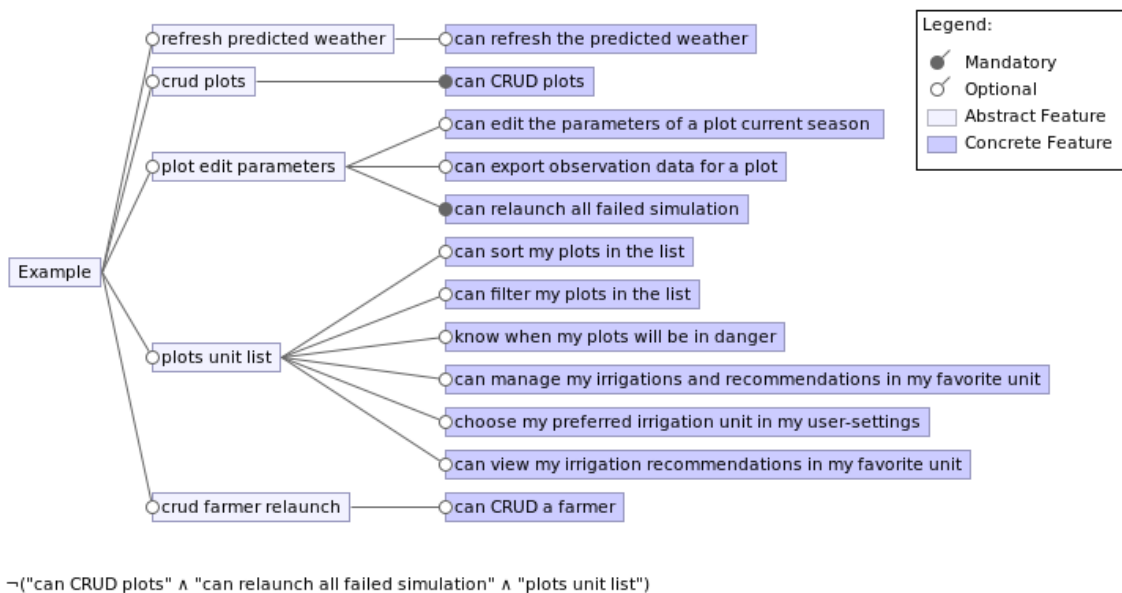 refresh predicted weather
can refresh the predicted weather
crud plots
can CRUD plots
can edit the parameters of a plot current season
plot edit parameters
can export observation data for a plot
can relaunch all failed simulation
Example
can sort my plots in the list
can filter my plots in the list
know when my plots will be in danger
plots unit list
can manage my irrigations and recommendations in my favorite unit
choose my preferred irrigation unit in my user-settings
can view my irrigation recommendations in my favorite unit
crud farmer relaunch
can CRUD a farmer
Legend:
Mandatory
Optional
Abstract Feature
Concrete Feature
¬("can CRUD plots" ∧ "can relaunch all failed simulation" ∧ "plots unit list")